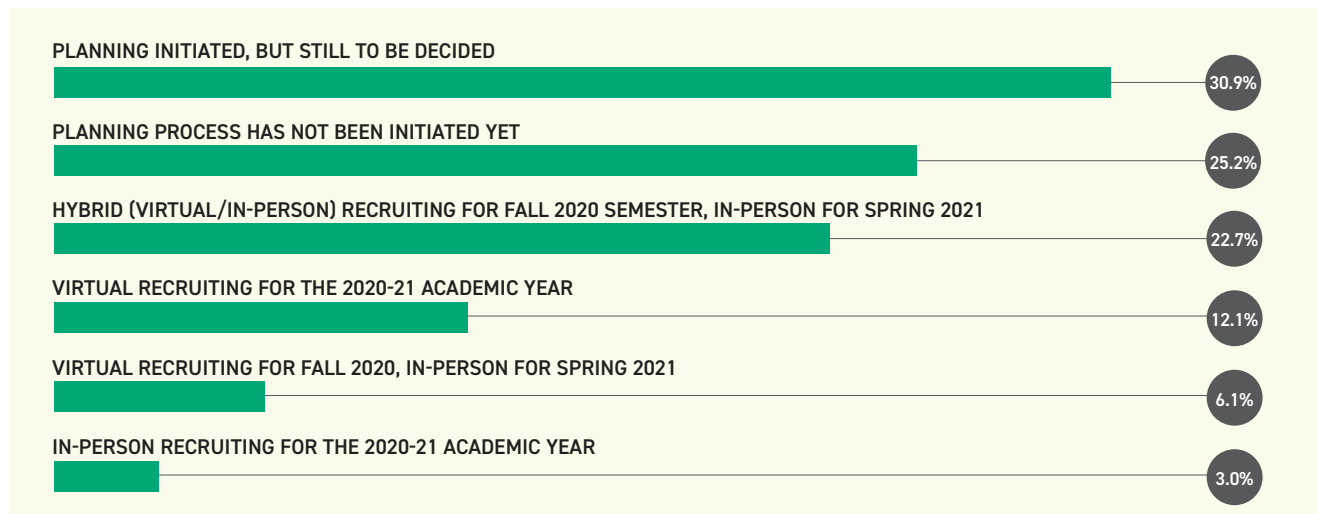 PLANNING INITIATED, BUT STILL TO BE DECIDED
30.9%
PLANNING PROCESS HAS NOT BEEN INITIATED YET
25.2%
HYBRID (VIRTUAL/IN-PERSON) RECRUITING FOR FALL 2020 SEMESTER, IN-PERSON FOR SPRING 2021
22.7%
VIRTUAL RECRUITING FOR THE 2020-21 ACADEMIC YEAR
12.1%
VIRTUAL RECRUITING FOR FALL 2020, IN-PERSON FOR SPRING 2021
6.1%
IN-PERSON RECRUITING FOR THE 2020-21 ACADEMIC YEAR
3.0%